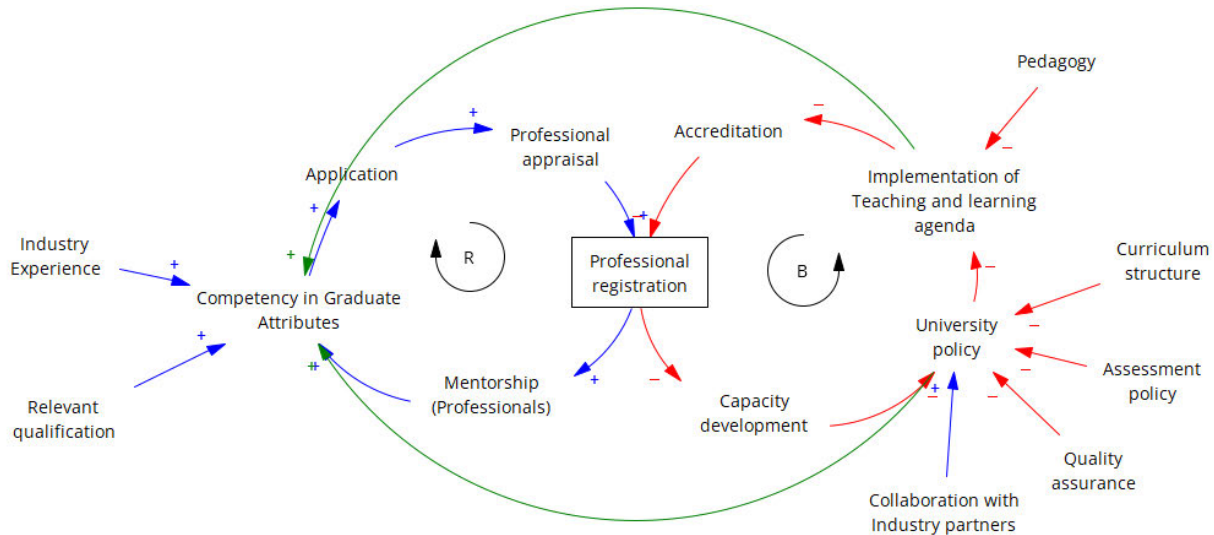 Pedagogy
Professional
appraisal
Accreditation
Application
Implementation of
Teaching and learning
agenda
Industry
Experience
R
Professional
registration
B
Curriculum
structure
Competency in Graduate
Attributes
University
policy
Mentorship
(Professionals)
Capacity
development
Assessment
policy
Relevant
qualification
Quality
assurance
Collaboration with
Industry partners
+
+
+
+
+
+
+
+
+
+
–
–
–
–
–
–
–
–
–
–